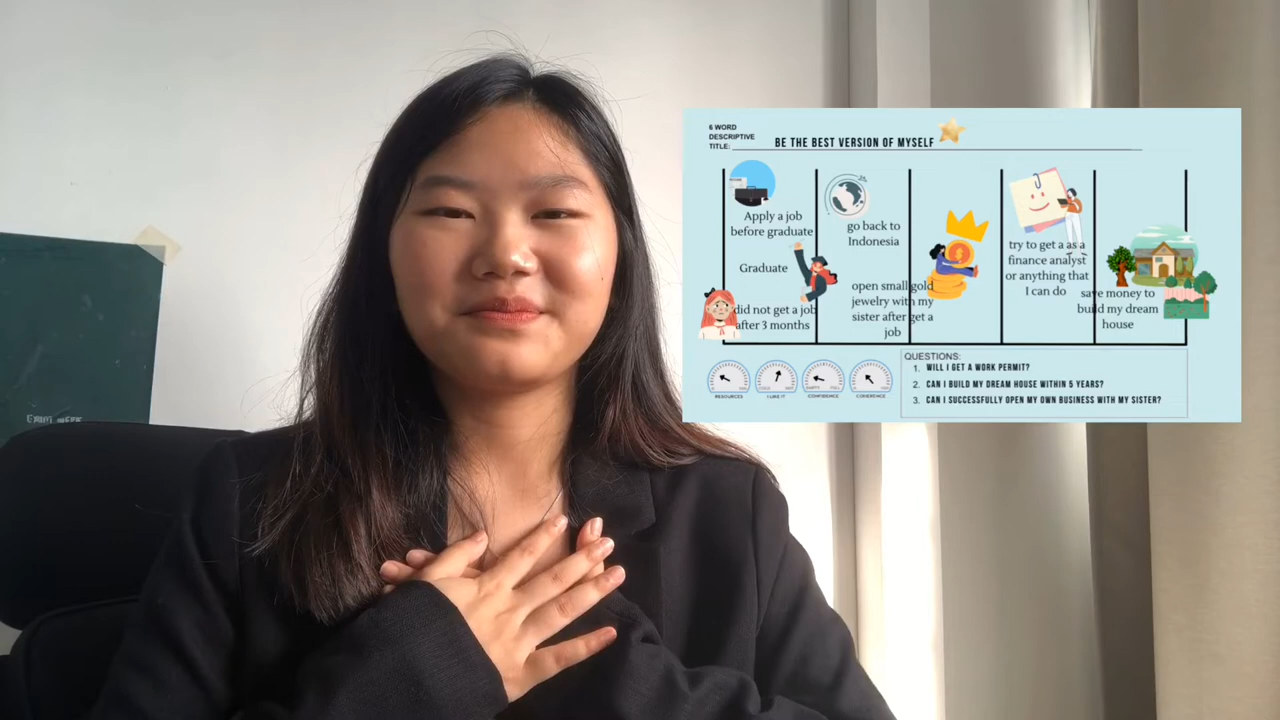 6 WORD
DESCRIPTIVE
TITLE:
BE THE BEST VERSION OF MYSELF
Apply a job
before graduate
Graduate
did not get a job
after 3 months
go back to
Indonesia
open small gold
jewelry with my
sister after get a
job
try to get a as a
finance analyst
or anything that
I can do
save money to
build my dream
house
RESOURCES
I LIKE IT
CONFIDENCE
COHERENCE
QUESTIONS:
1. WILL I GET A WORK PERMIT?
2. CAN I BUILD MY DREAM HOUSE WITHIN 5 YEARS?
3. CAN I SUCCESSFULLY OPEN MY OWN BUSINESS WITH MY SISTER?